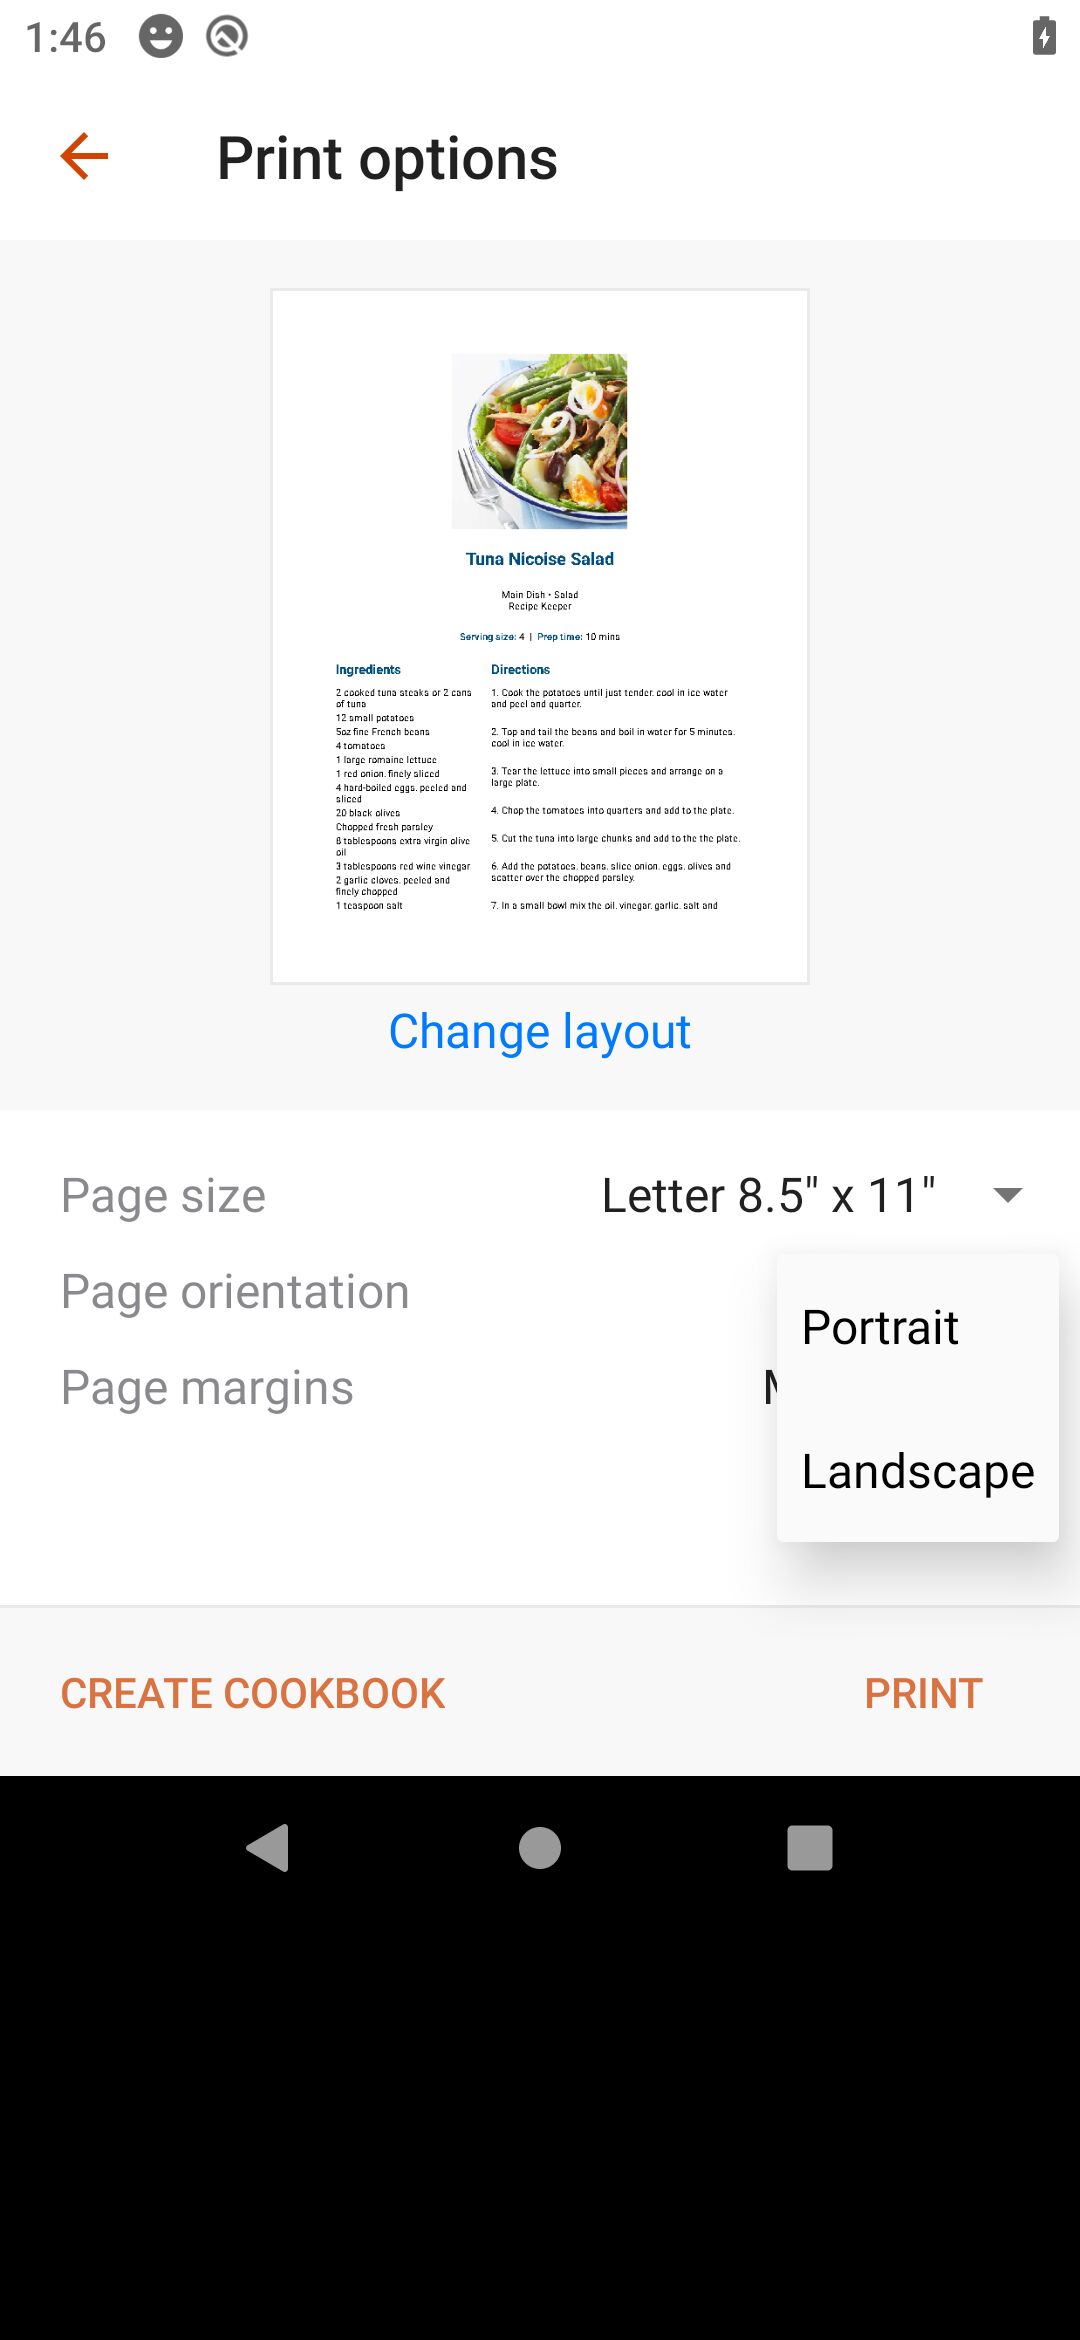 1:46
Print options
Tuna Nicoise Salad
Main Dish • Salad
Recipe Keeper
Serving size: 4 | Prep time: 10 mins
Ingredients
2 cooked tuna steaks or 2 cans
of tuna
12 small potatoes
5oz fine French beans
4 tomatoes
1 large romaine lettuce
1 red onion, finely sliced
4 hard-boiled eggs, peeled and
sliced
20 black olives
Chopped fresh parsley
6 tablespoons extra virgin olive
oil
3 tablespoons red wine vinegar
2 garlic cloves, peeled and
finely chopped
1 teaspoon salt
Directions
1. Cook the potatoes until just tender, cool in ice water
and peel and quarter.
2. Top and tail the beans and boil in water for 5 minutes,
cool in ice water.
3. Tear the lettuce into small pieces and arrange on a
large plate.
4. Chop the tomatoes into quarters and add to the plate.
5. Cut the tuna into large chunks and add to the the plate.
6. Add the potatoes, beans, slice onion, eggs, olives and
scatter over the chopped parsley.
7. In a small bowl mix the oil, vinegar, garlic, salt and
Change layout
Page size
Letter 8.5" x 11"
Page orientation
Portrait
Page margins
Landscape
CREATE COOKBOOK
PRINT